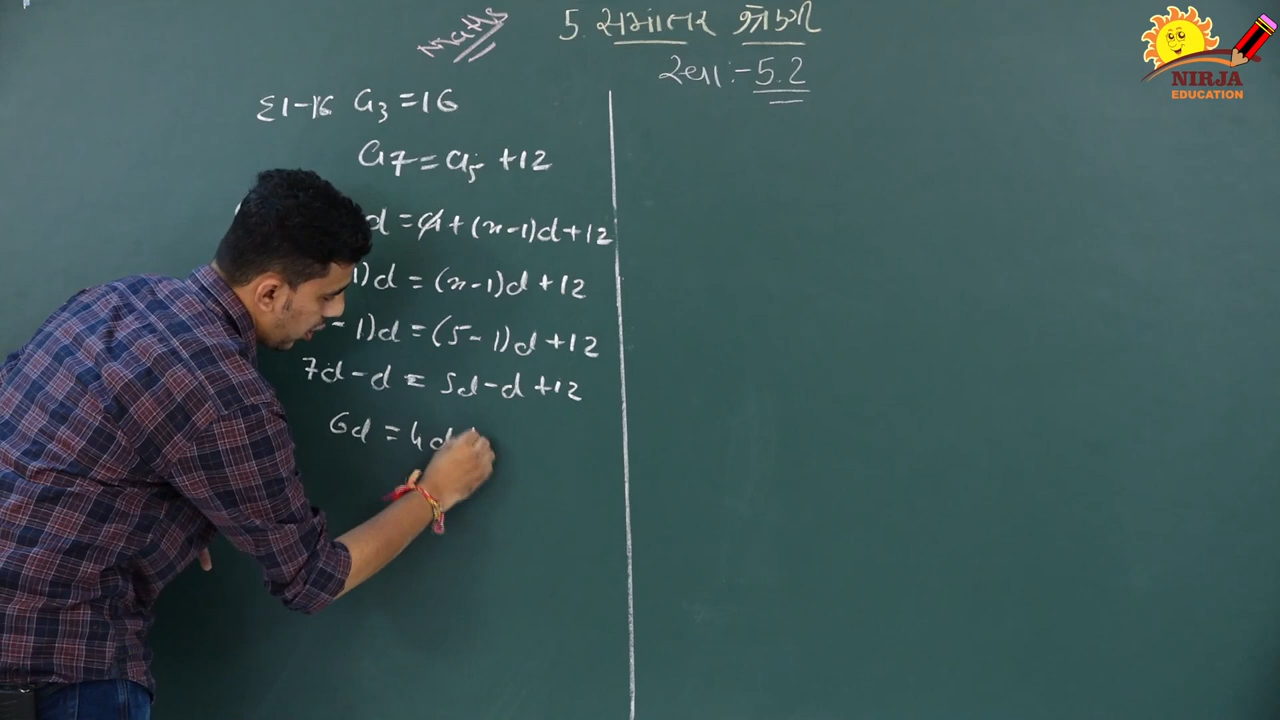 Maths
5. સમાંતર શ્રેણી
સ્વા:-5.2
દા-16 a₃ = 16
a₇ = a₅ + 12
d = a + (n-1)d + 12
1)d = (n-1)d + 12
- 1)d = (5-1)d + 12
7d - d = 5d - d + 12
6d = 4d
NIRJA
EDUCATION